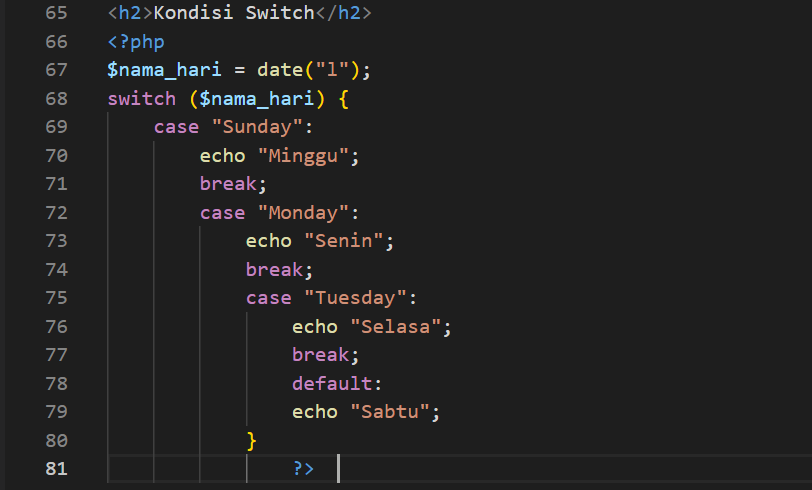 65 <h2>Kondisi Switch</h2>
66 <?php
67 $nama_hari = date("l");
68 switch ($nama_hari) {
69     case "Sunday":
70         echo "Minggu";
71         break;
72         case "Monday":
73             echo "Senin";
74             break;
75             case "Tuesday":
76                 echo "Selasa";
77                 break;
78                 default:
79                 echo "Sabtu";
80             }
81                 ?>